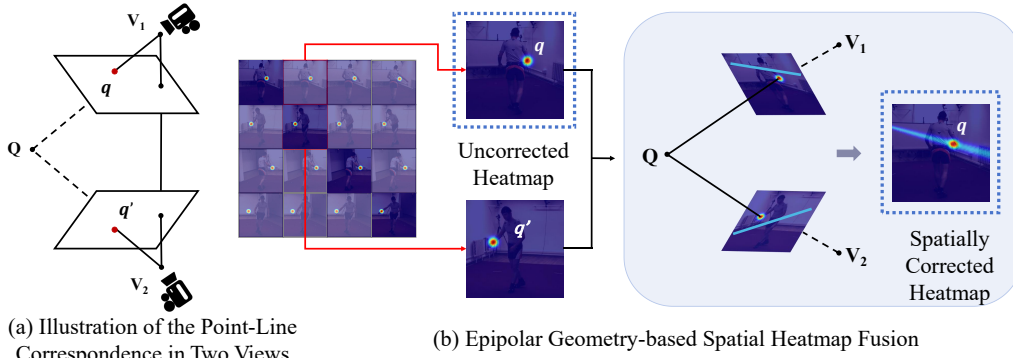 V1
q
Q
q'
V2
(a) Illustration of the Point-Line
Correspondence in Two Views
q
Uncorrected
Heatmap
q'
V1
Q
V2
q
Spatially
Corrected
Heatmap
(b) Epipolar Geometry-based Spatial Heatmap Fusion